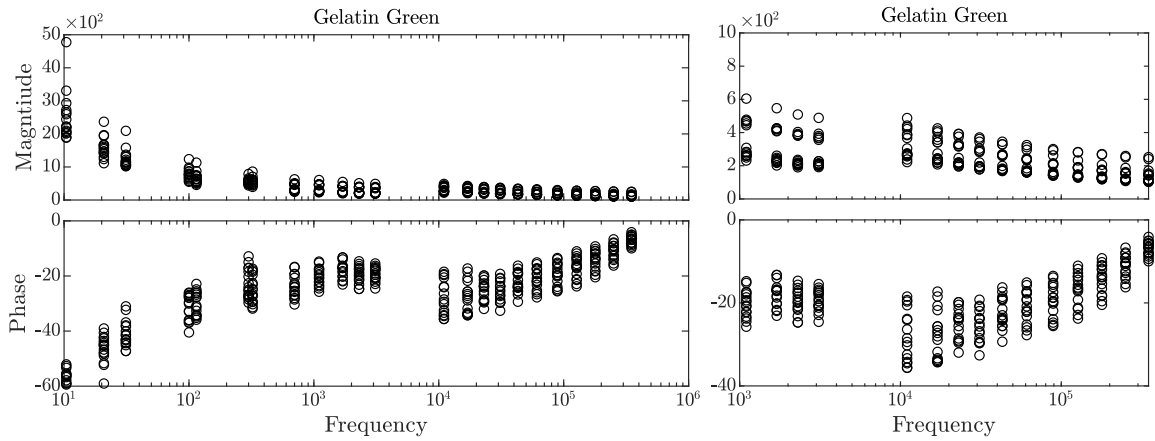 Gelatin Green
×10²
50
40
30
20
10
0
Magntiude
0
-20
-40
-60
Phase
10¹ 10² 10³ 10⁴ 10⁵ 10⁶
Frequency
Gelatin Green
×10²
10
8
6
4
2
0
0
-20
-40
10³ 10⁴ 10⁵
Frequency